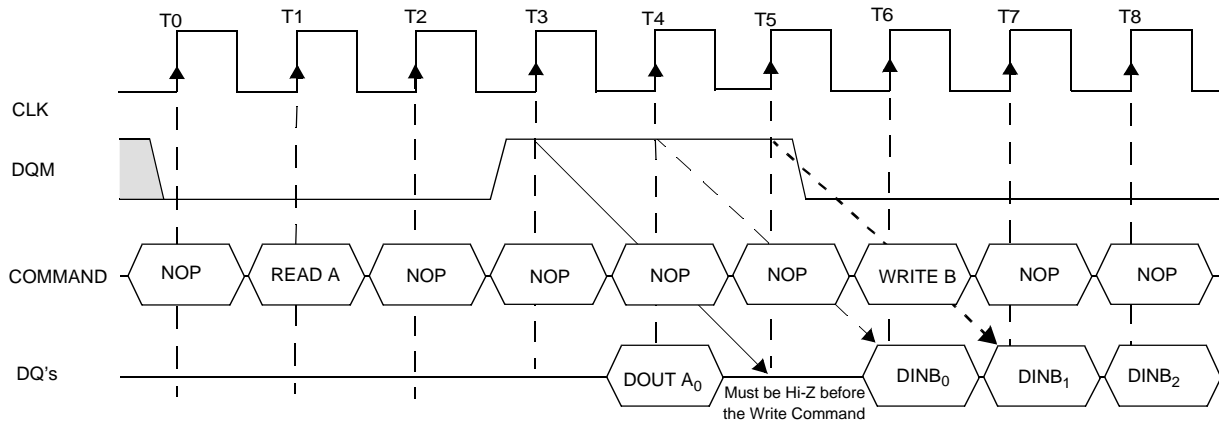 T0 T1 T2 T3 T4 T5 T6 T7 T8
CLK
DQM
COMMAND NOP READ A NOP NOP NOP NOP WRITE B NOP NOP
DQ's DOUT A0 DINB0 DINB1 DINB2
Must be Hi-Z before
the Write Command